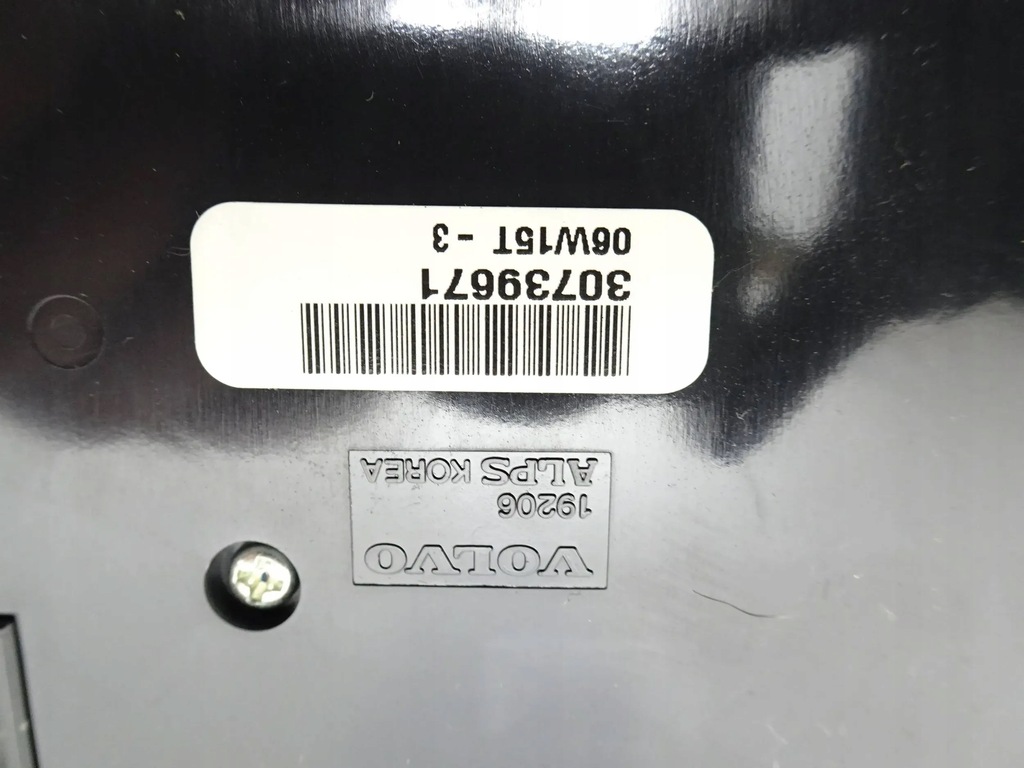 VOLVO
19206
ALPS KOREA
30739671
06W15T - 3